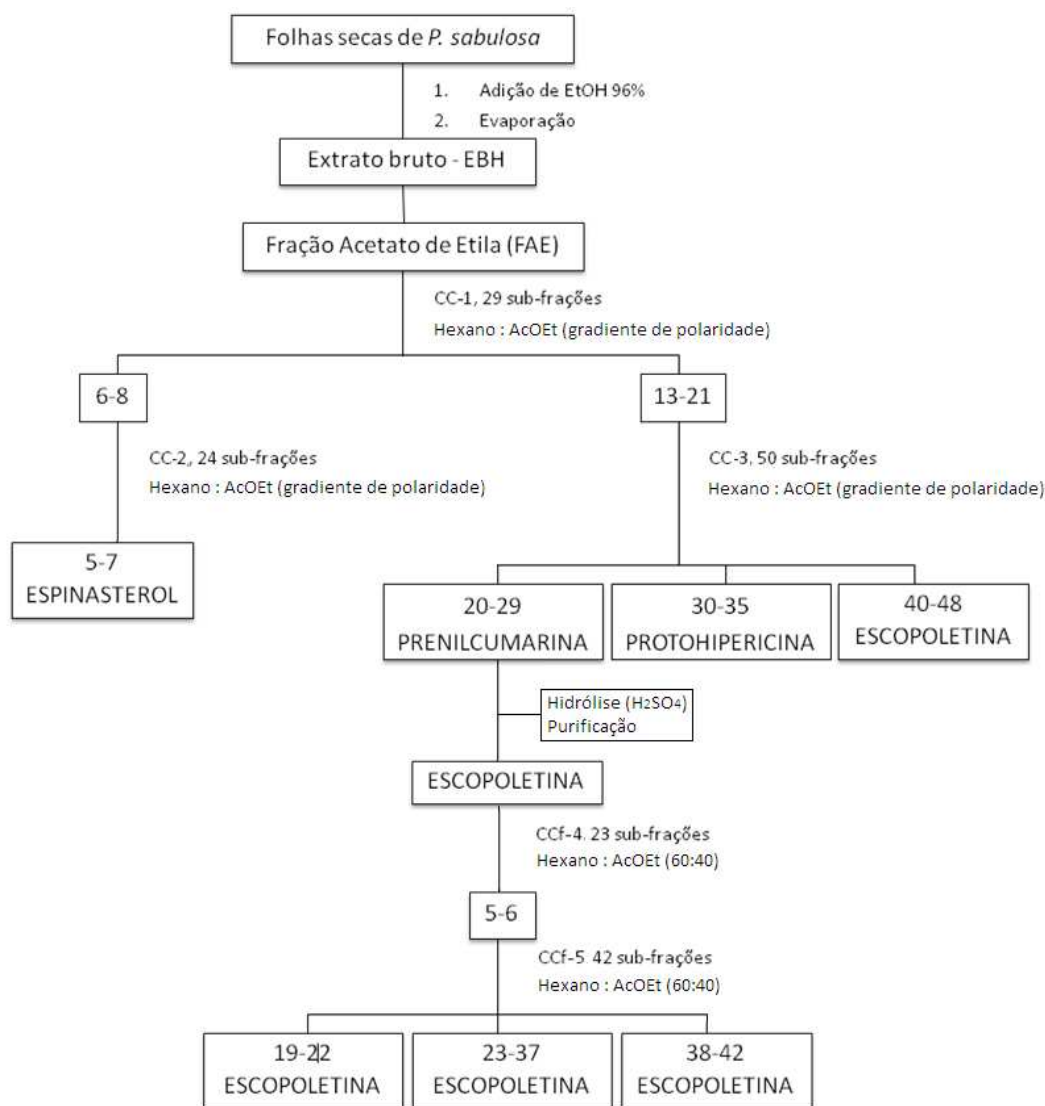 Folhas secas de P. sabulosa
1. Adição de EtOH 96%
2. Evaporação
Extrato bruto - EBH
Fração Acetato de Etila (FAE)
CC-1, 29 sub-frações
Hexano : AcOEt (gradiente de polaridade)
6-8
13-21
CC-2, 24 sub-frações
Hexano : AcOEt (gradiente de polaridade)
CC-3, 50 sub-frações
Hexano : AcOEt (gradiente de polaridade)
5-7
ESPINASTEROL
20-29
PRENILCUMARINA
30-35
PROTOHIPERICINA
40-48
ESCOPOLETINA
Hidrólise (H2SO4)
Purificação
ESCOPOLETINA
CCf-4. 23 sub-frações
Hexano : AcOEt (60:40)
5-6
CCf-5 42 sub-frações
Hexano : AcOEt (60:40)
19-22
ESCOPOLETINA
23-37
ESCOPOLETINA
38-42
ESCOPOLETINA